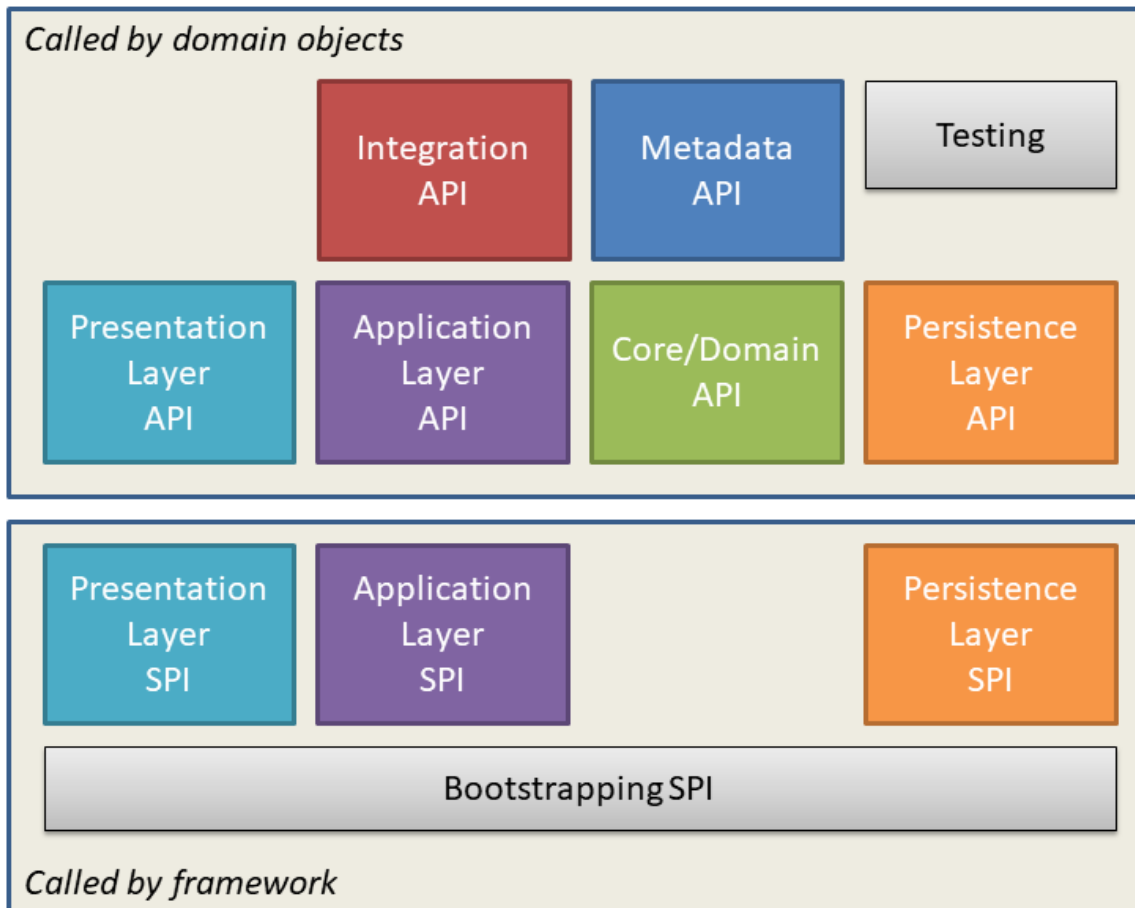 Called by domain objects
Integration
API
Metadata
API
Testing
Presentation
Layer
API
Application
Layer
API
Core/Domain
API
Persistence
Layer
API
Presentation
Layer
SPI
Application
Layer
SPI
Persistence
Layer
SPI
Bootstrapping SPI
Called by framework